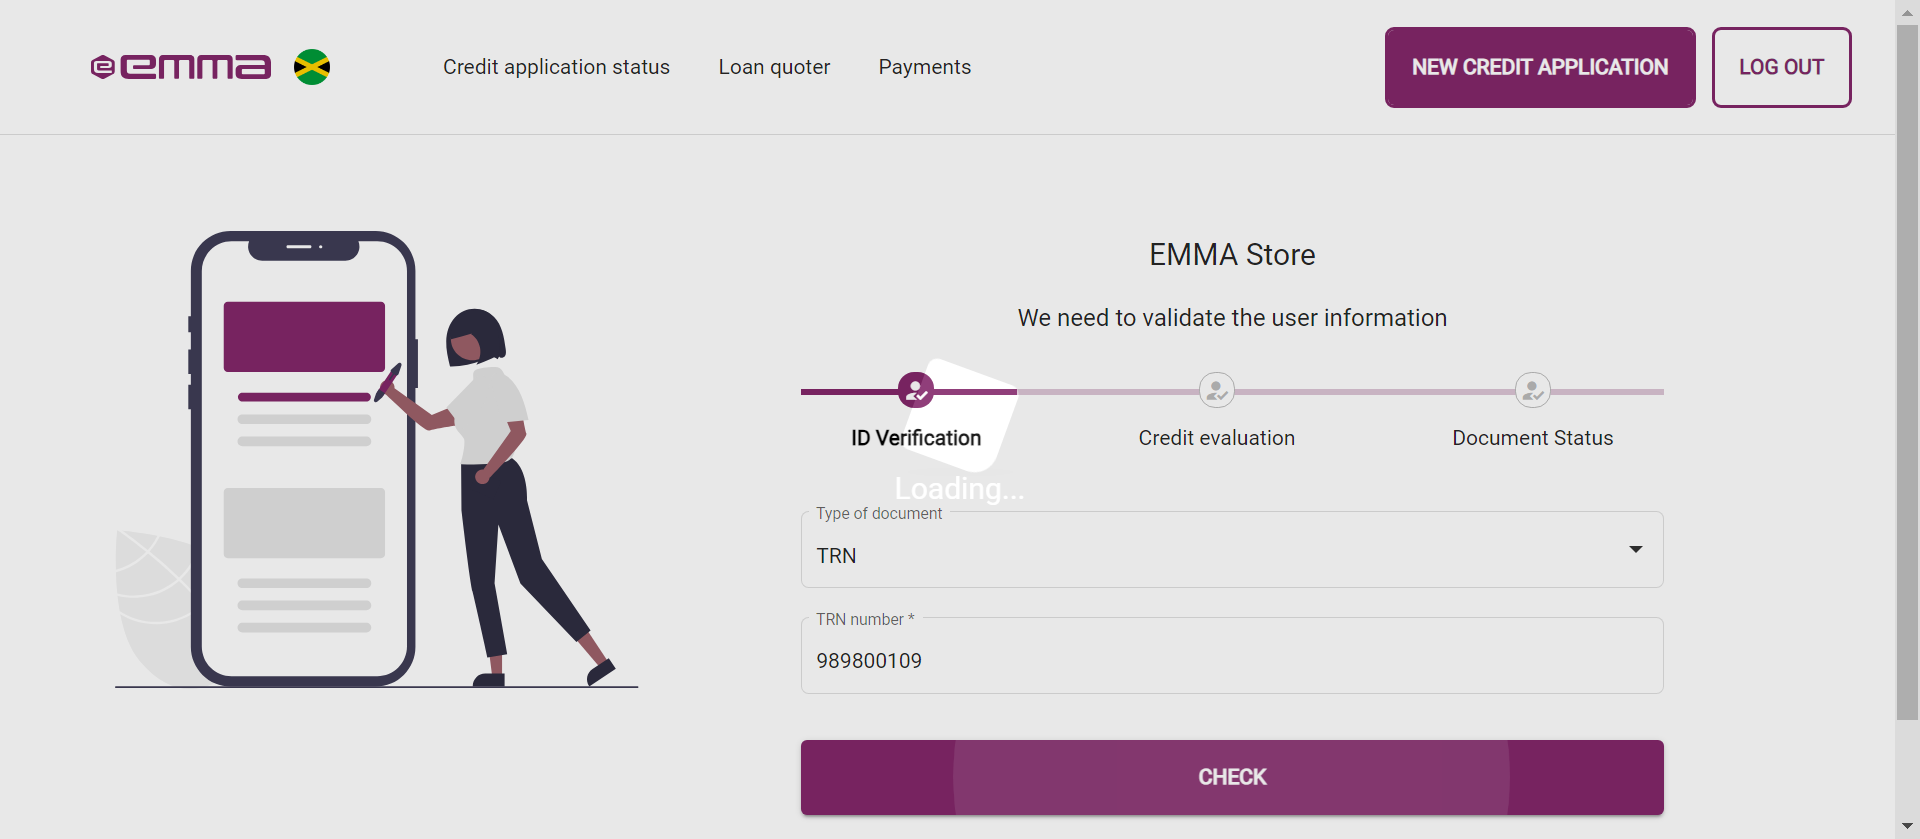 emma
Credit application status
Loan quoter
Payments
NEW CREDIT APPLICATION
LOG OUT
EMMA Store
We need to validate the user information
ID Verification
Credit evaluation
Document Status
Loading...
Type of document
TRN
TRN number *
989800109
CHECK